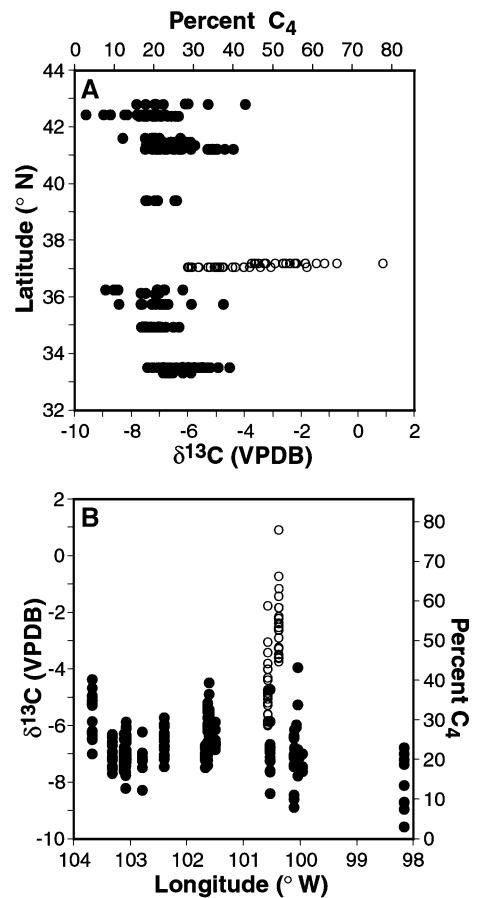 Percent C4
0 10 20 30 40 50 60 70 80
A
44
42
40
38
36
34
32
Latitude (° N)
-10 -8 -6 -4 -2 0 2
δ13C (VPDB)
B
2
0
-2
-4
-6
-8
-10
δ13C (VPDB)
80
70
60
50
40
30
20
10
0
Percent C4
104 103 102 101 100 99 98
Longitude (° W)